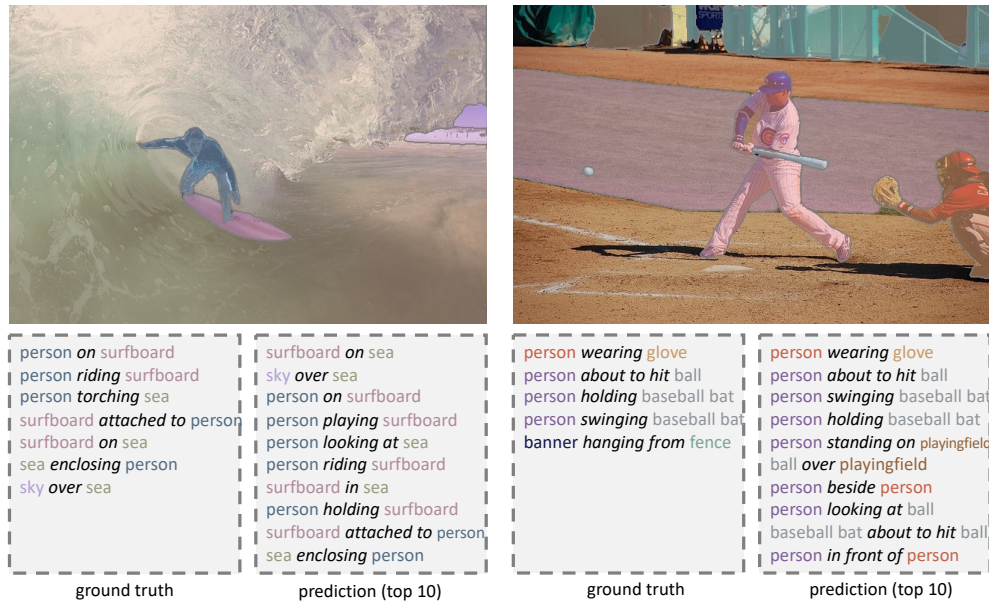 SPORTS
person on surfboard
person riding surfboard
person torching sea
surfboard attached to person
surfboard on sea
sea enclosing person
sky over sea
ground truth
surfboard on sea
sky over sea
person on surfboard
person playing surfboard
person looking at sea
person riding surfboard
surfboard in sea
person holding surfboard
surfboard attached to person
sea enclosing person
prediction (top 10)
person wearing glove
person about to hit ball
person holding baseball bat
person swinging baseball bat
banner hanging from fence
ground truth
person wearing glove
person about to hit ball
person swinging baseball bat
person holding baseball bat
person standing on playingfield
ball over playingfield
person beside person
person looking at ball
baseball bat about to hit ball
person in front of person
prediction (top 10)